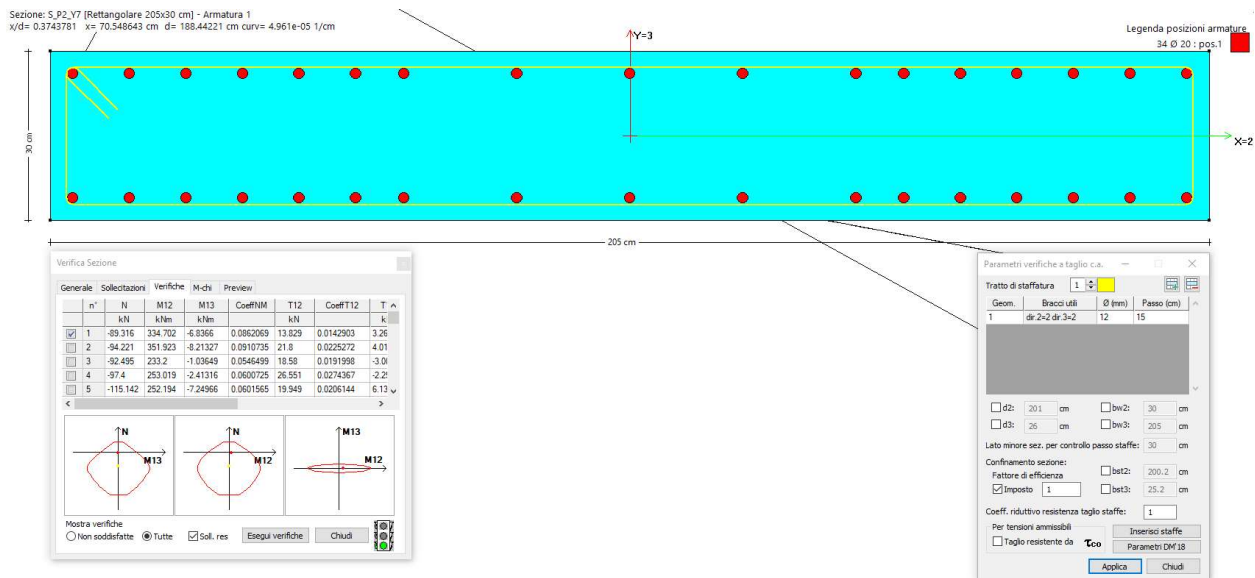 Sezione: S_P2_Y7 [Rettangolare 205x30 cm] - Armatura 1
x/d= 0.3743781 x= 70.548643 cm d= 188.44221 cm curv= 4.961e-05 1/cm
Legenda posizioni armature
34 Ø 20 : pos.1
Y=3
X=2
30 cm
205 cm
Verifica Sezione
Generale Sollecitazioni Verifiche M-chi Preview
n° N M12 M13 CoeffNM T12 CoeffT12
kN kNm kNm kN
1 -89.316 334.702 -6.8366 0.0862069 13.829 0.0142903 3.26
2 -94.221 351.923 -8.21327 0.0910735 21.8 0.0225272 4.01
3 -92.495 233.2 -1.03649 0.0546499 18.58 0.0191998
4 -97.4 253.019 -2.41316 0.0600725 26.551 0.0274367
5 -115.142 252.194 -7.24966 0.0601565 19.949 0.0206144 6.13
N M13
N M12
M13 M12
Mostra verifiche
Non soddisfatte Tutte Soll. res Esegui verifiche Chiudi
Parametri verifiche a taglio c.a.
Tratto di staffatura 1
Geom. Bracci utili Ø (mm) Passo (cm)
1 dir.2=2 dir.3=2 12 15
d2: 201 cm bw2: 30 cm
d3: 26 cm bw3: 205 cm
Lato minore sez. per controllo passo staffe: 30 cm
Confinamento sezione:
Fattore di efficienza
bst2: 200.2 cm
Imposto 1 bst3: 25.2 cm
Coeff. riduttivo resistenza taglio staffe: 1
Per tensioni ammissibili
Inserisci staffe
Taglio resistente da τco
Parametri DM'18
Applica Chiudi